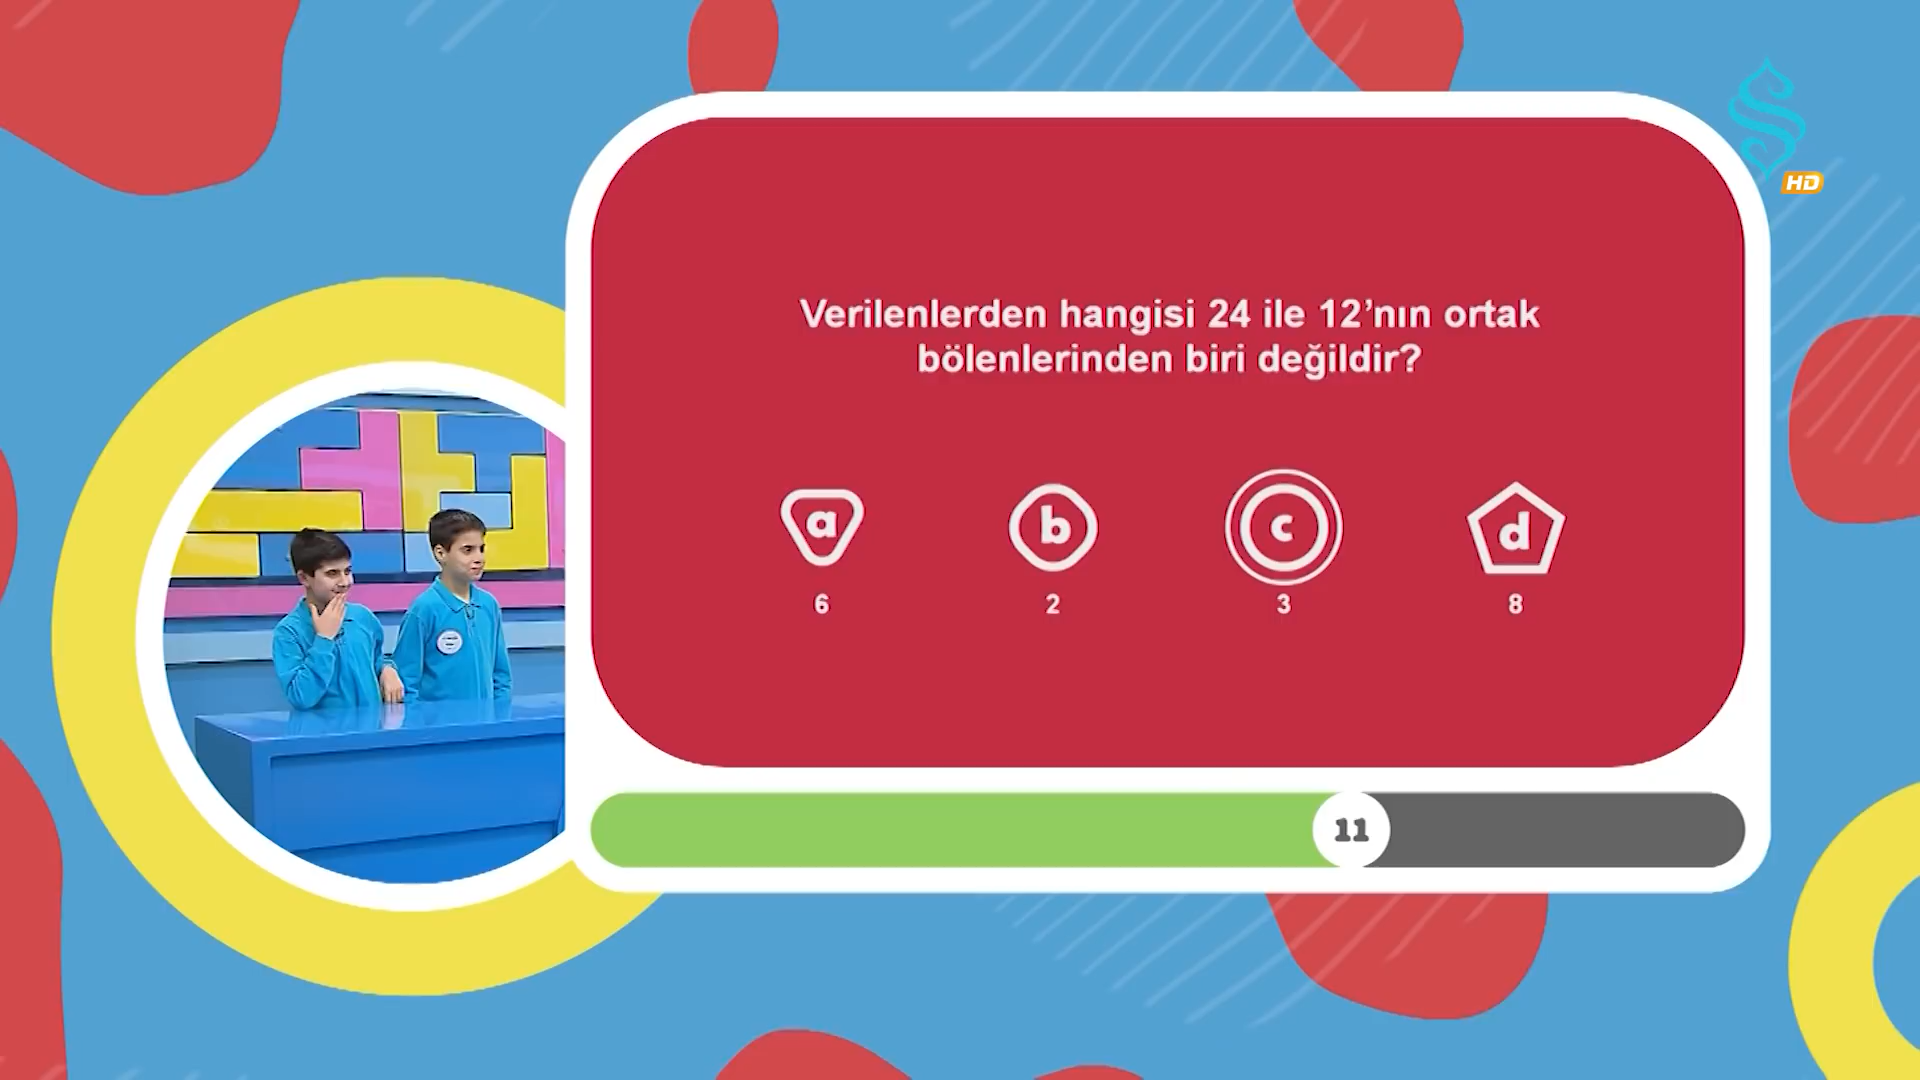 HD
Verilenlerden hangisi 24 ile 12’nın ortak
bölenlerinden biri değildir?
a b c d
6 2 3 8
11